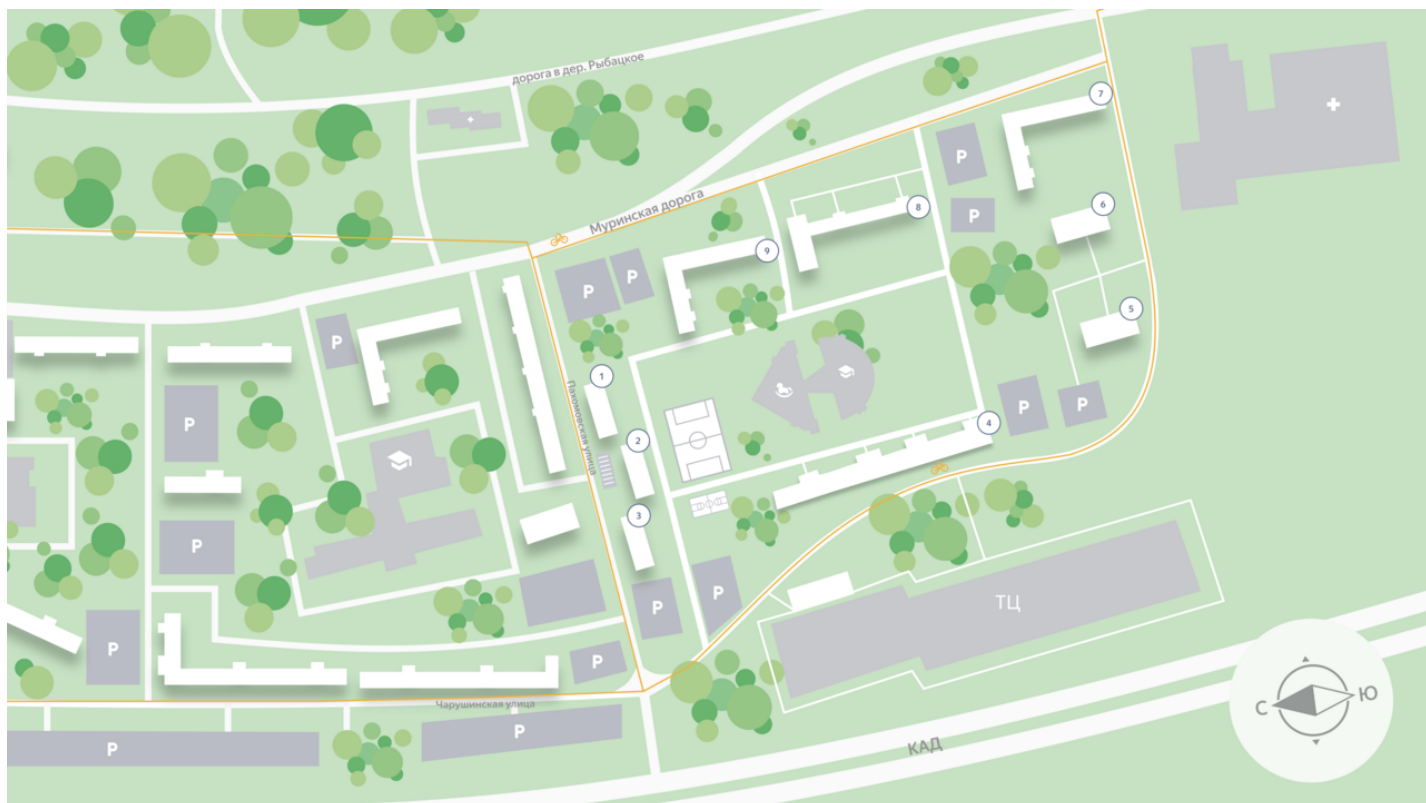 дорога в дер. Рыбацкое
7
P
Муринская дорога
6
8
P
9
P
P
5
P
1
Пахомовская улица
P
P
4
P
2
3
P
P
P
ТЦ
P
P
P
С
Ю
Чарушинская улица
P
КАД
P